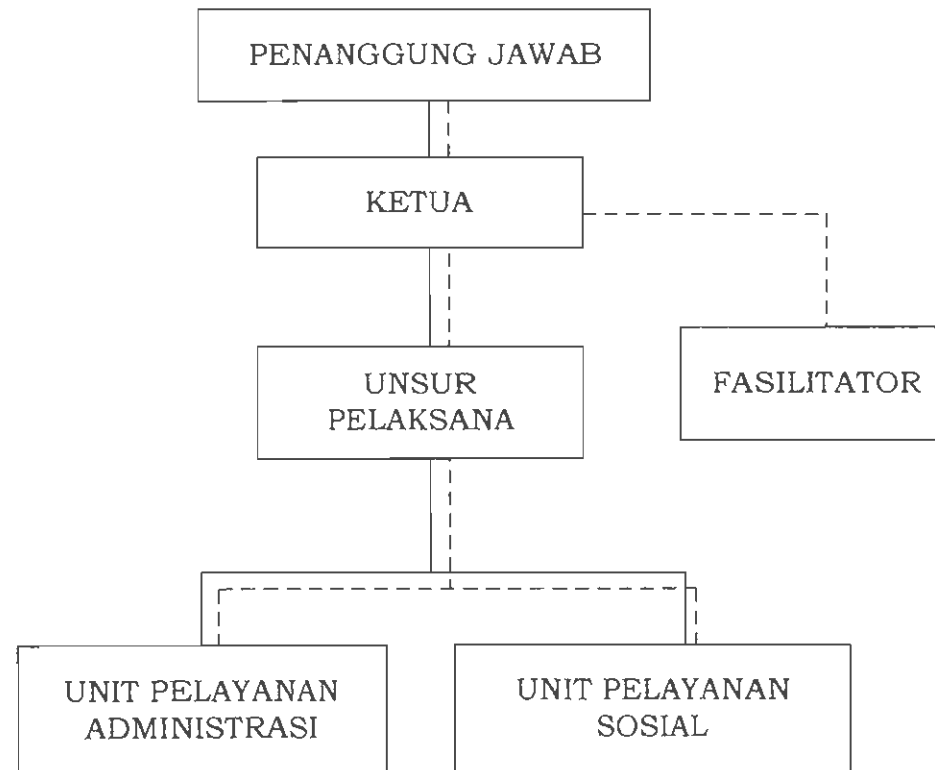 PENANGGUNG JAWAB
KETUA
UNSUR
PELAKSANA
FASILITATOR
UNIT PELAYANAN
ADMINISTRASI
UNIT PELAYANAN
SOSIAL